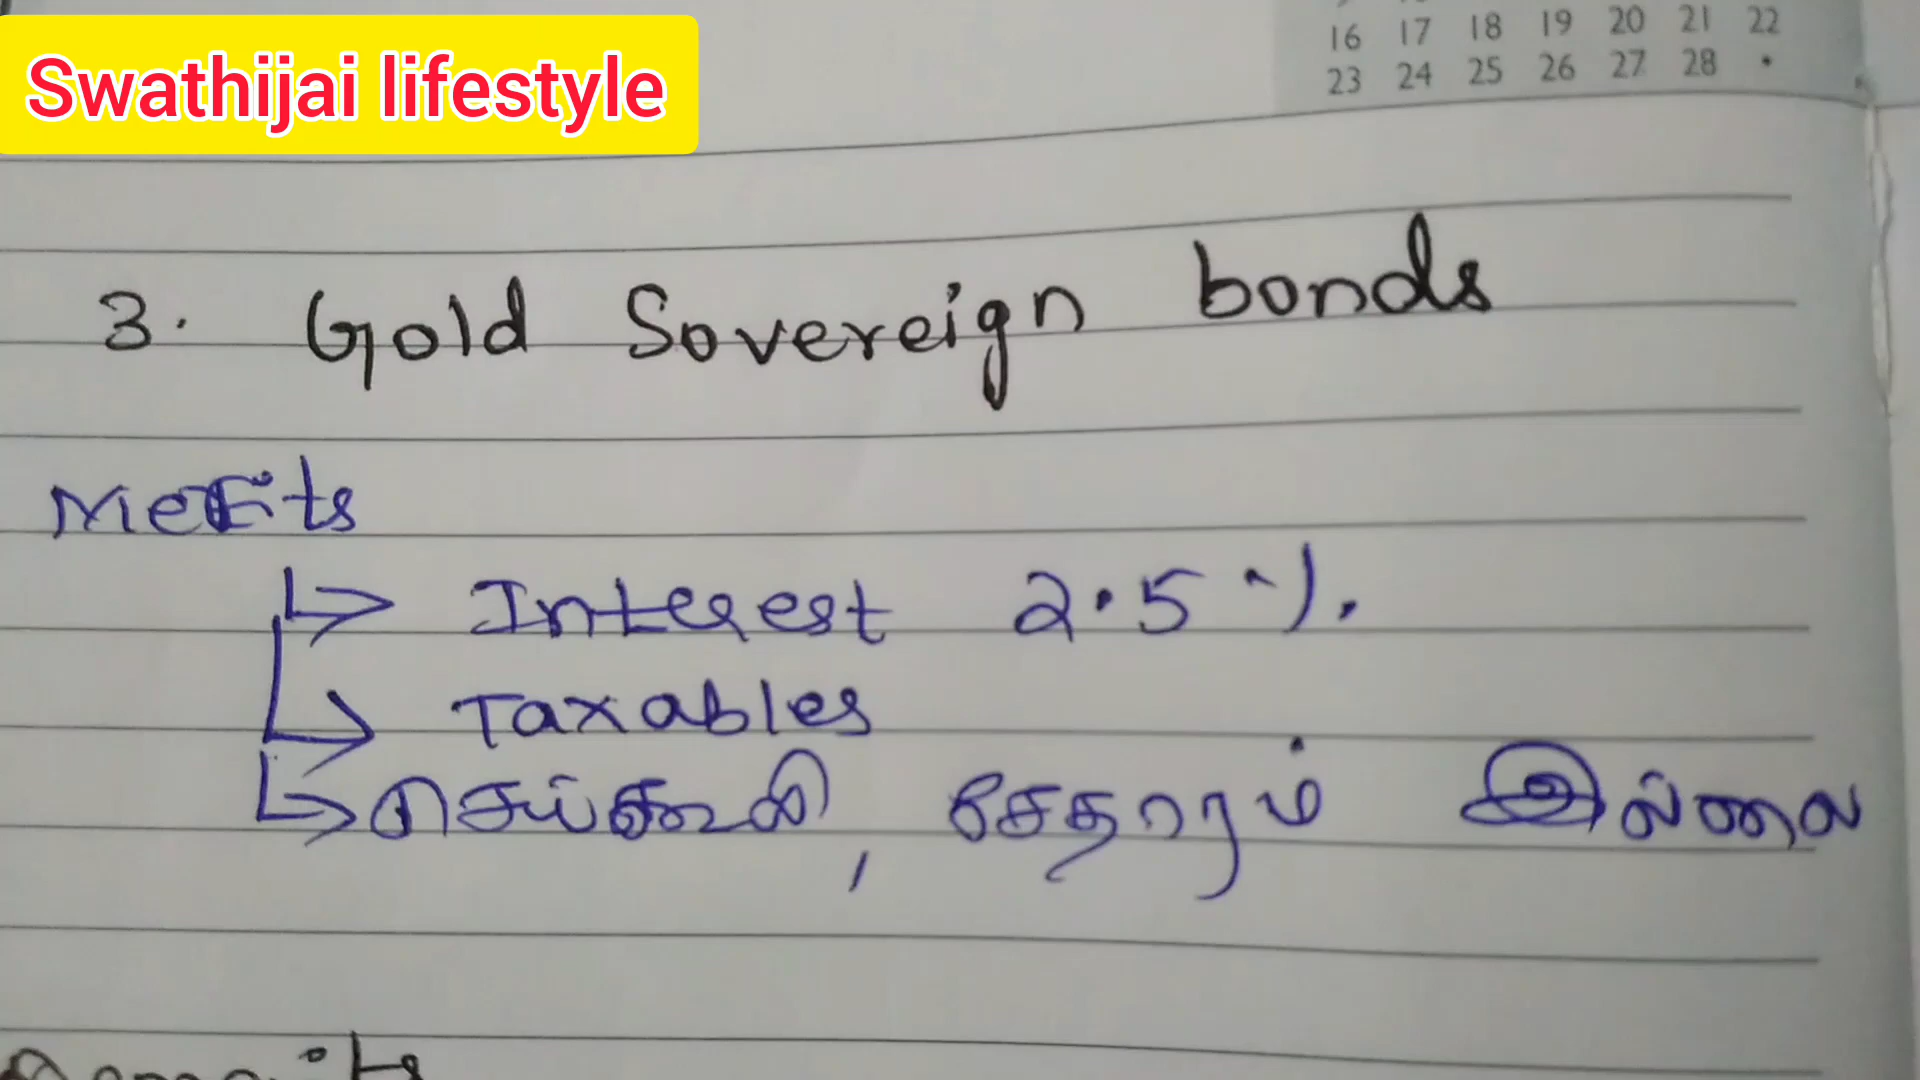 Swathijai lifestyle
16 17 18 19 20 21 22
23 24 25 26 27 28 •
3. Gold Sovereign bonds
Merits
Interest 2.5 %.
Taxables
செய்கூலி, சேதாரம் இல்லை